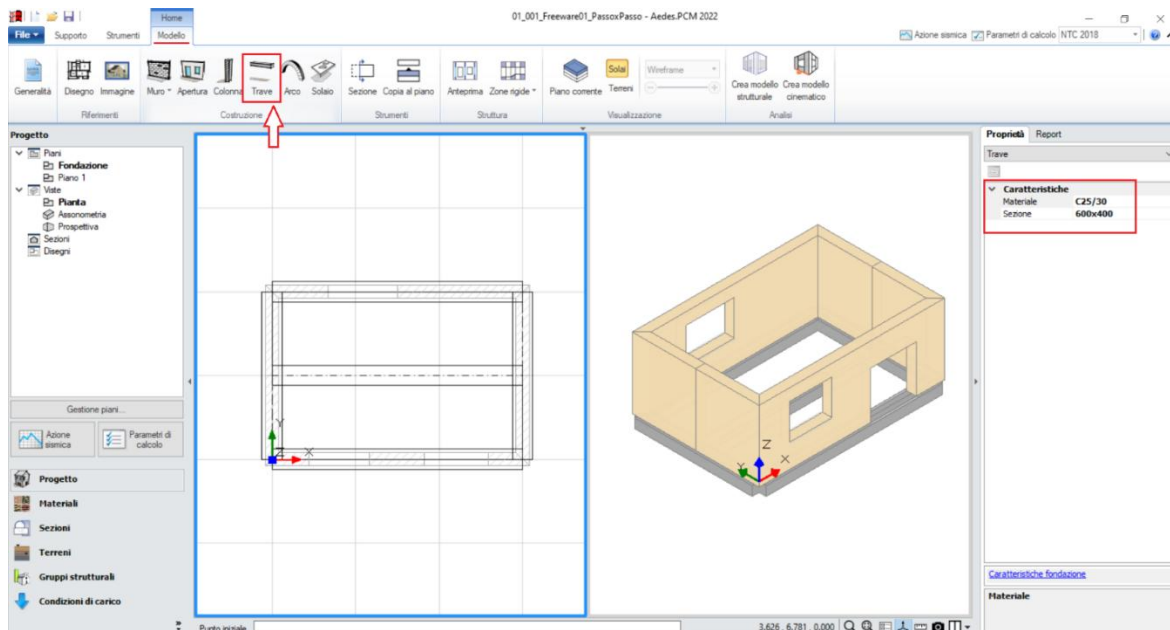 01_001_Freeware01_PassoxPasso - Aedes.PCM 2022
Home
File Supporto Strumenti Modello
Azione sismica Parametri di calcolo NTC 2018
Generalità Disegno Immagine Muro Apertura Colonna Trave Arco Solaio Sezione Copia al piano Anteprima Zone rigide Piano corrente Solai Terreni Wireframe Crea modello strutturale Crea modello cinematico
Riferimenti Costruzione Strumenti Struttura Visualizzazione Analisi
Progetto
Piani
Fondazione
Piano 1
Viste
Pianta
Assonometria
Prospettiva
Sezioni
Disegni
Gestione piani...
Azione sismica
Parametri di calcolo
Progetto
Materiali
Sezioni
Terreni
Gruppi strutturali
Condizioni di carico
Y
Z X
Z
Y X
Proprietà Report
Trave
Caratteristiche
Materiale C25/30
Sezione 600x400
Caratteristiche fondazione
Materiale
Punto iniziale
3.626 6.781 0.000